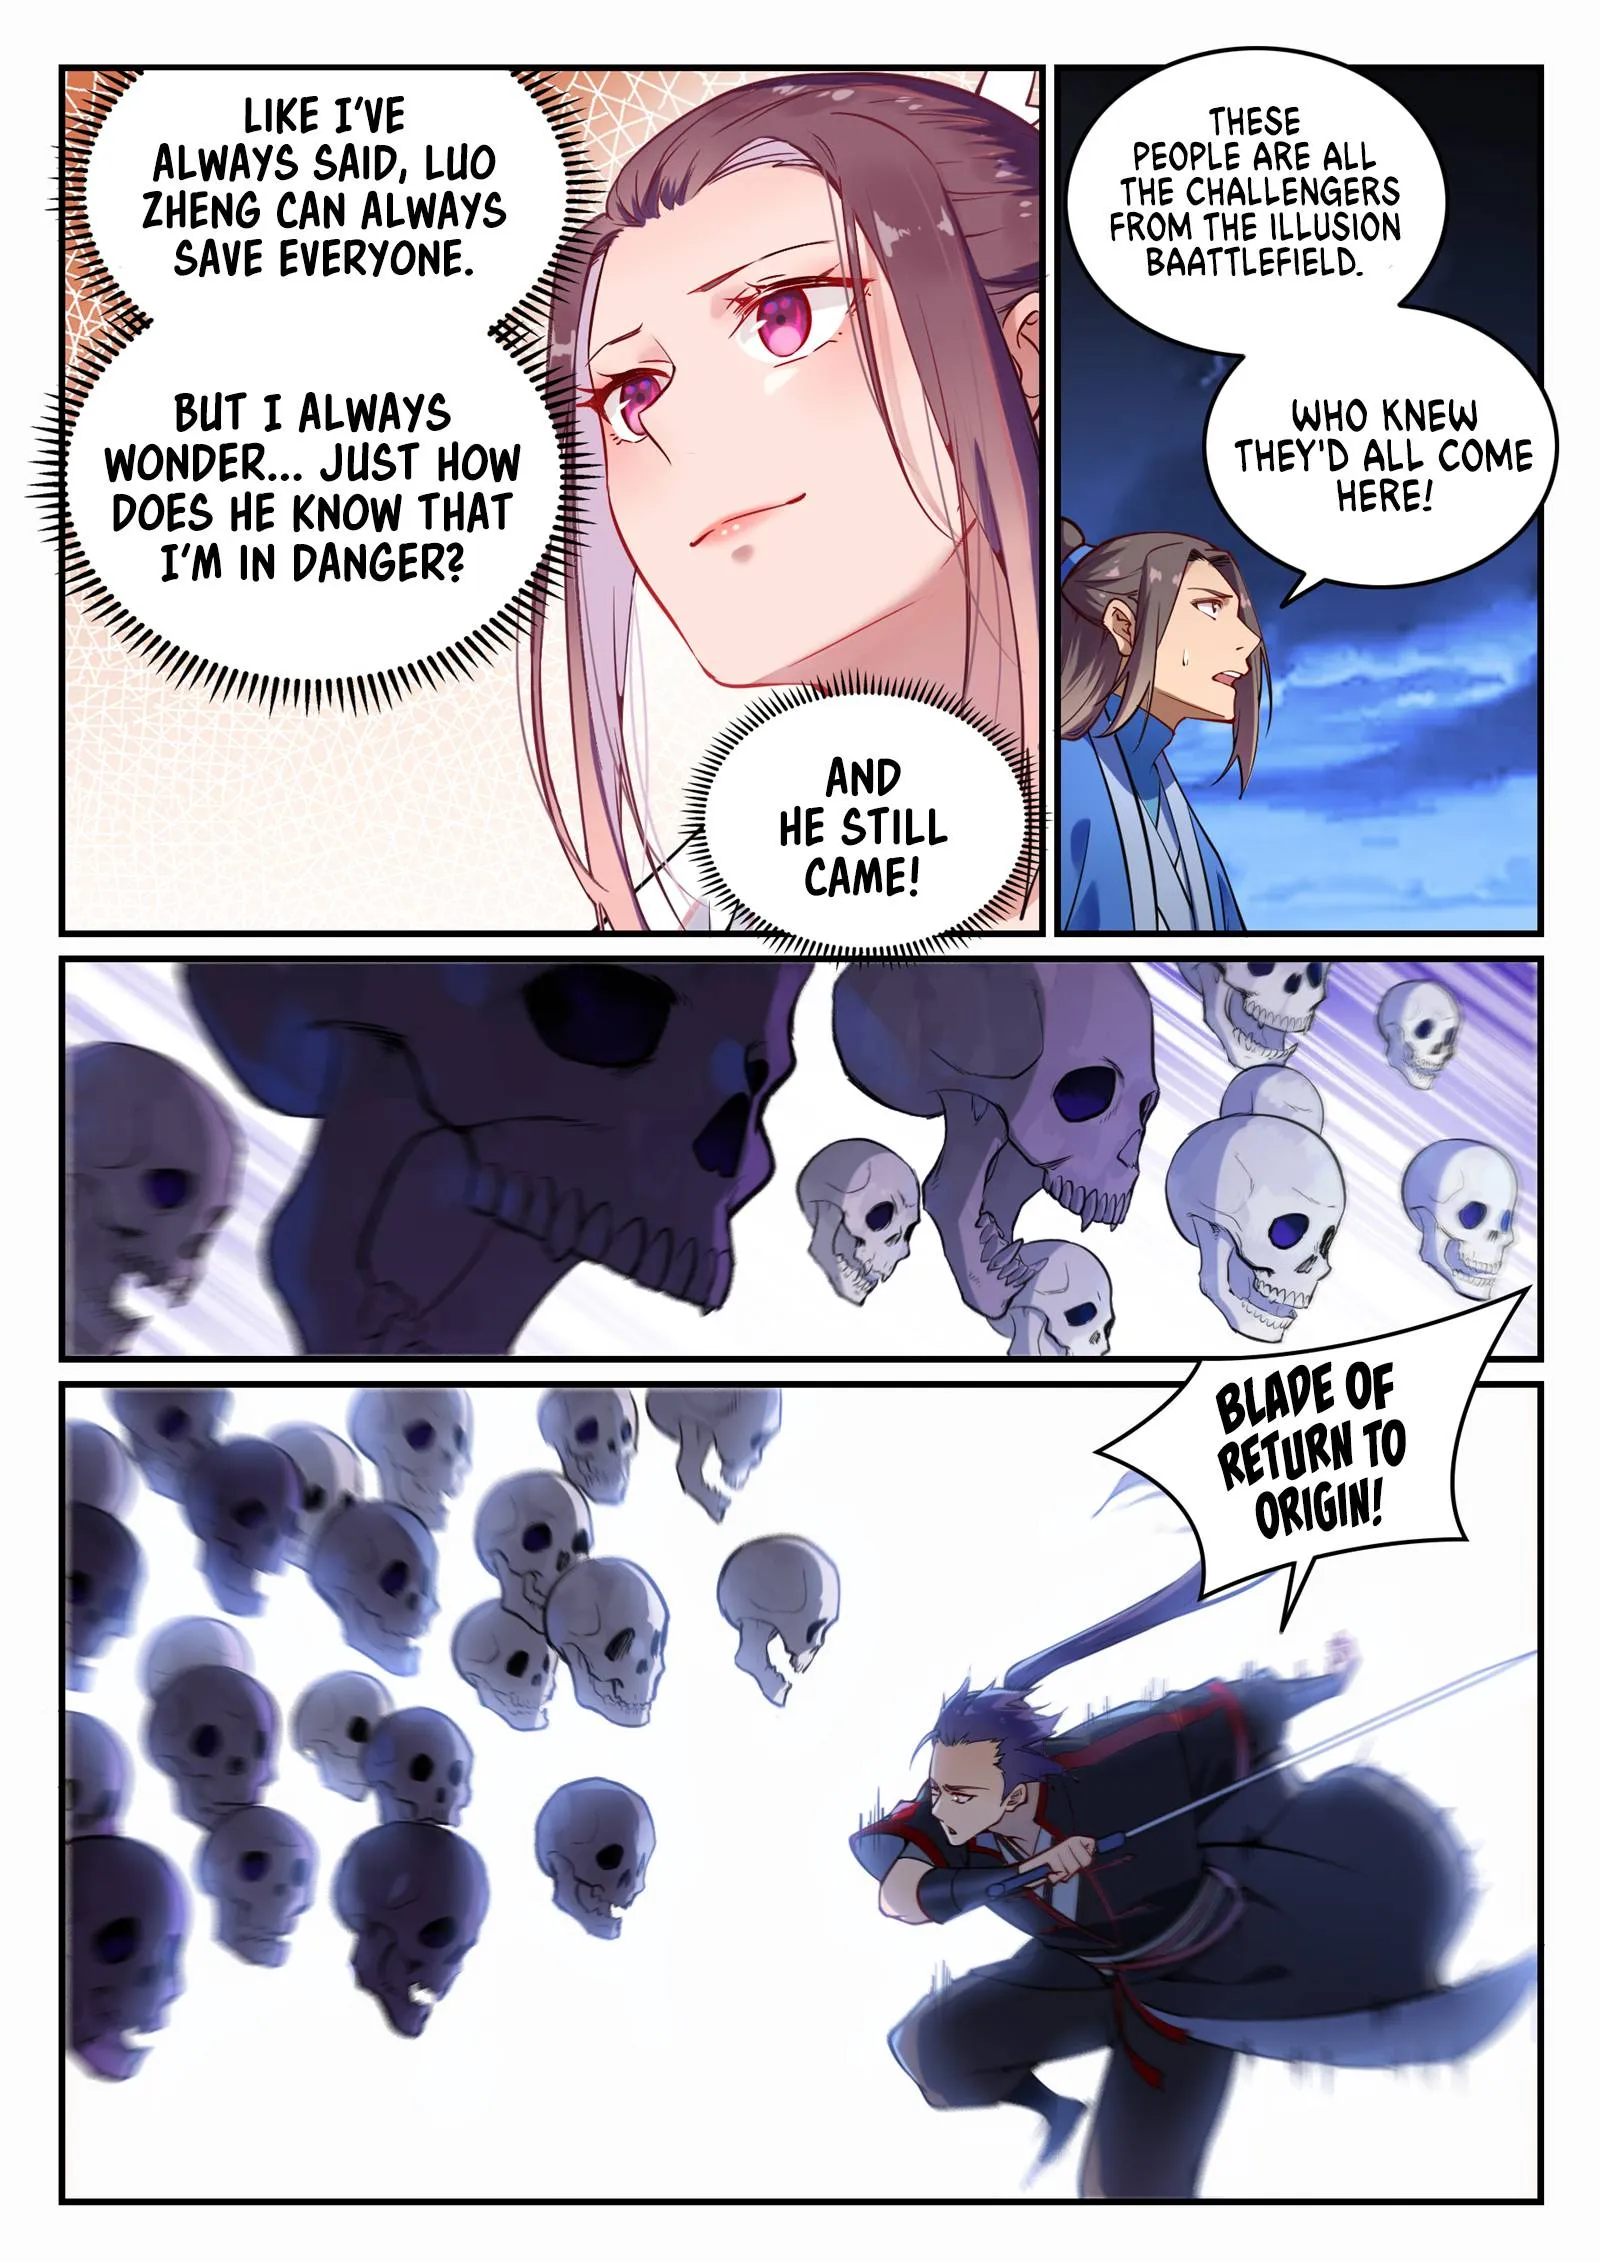 LIKE I'VE
ALWAYS SAID, LUO
ZHENG CAN ALWAYS
SAVE EVERYONE.
BUT I ALWAYS
WONDER... JUST HOW
DOES HE KNOW THAT
I'M IN DANGER?
AND
HE STILL
CAME!
THESE
PEOPLE ARE ALL
THE CHALLENGERS
FROM THE ILLUSION
BAATTLEFIELD.
WHO KNEW
THEY'D ALL COME
HERE!
BLADE OF
RETURN TO
ORIGIN!